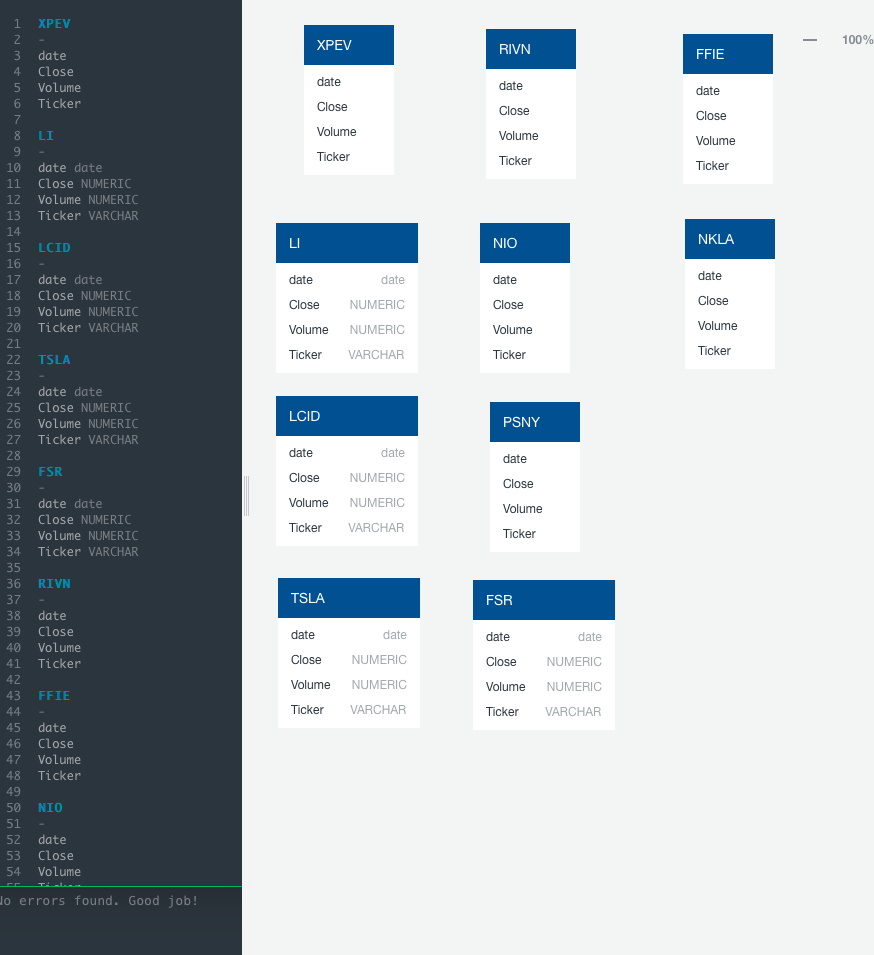 1 XPEV
2 -
3 date
4 Close
5 Volume
6 Ticker
7
8 LI
9 -
10 date date
11 Close NUMERIC
12 Volume NUMERIC
13 Ticker VARCHAR
14
15 LCID
16 -
17 date date
18 Close NUMERIC
19 Volume NUMERIC
20 Ticker VARCHAR
21
22 TSLA
23 -
24 date date
25 Close NUMERIC
26 Volume NUMERIC
27 Ticker VARCHAR
28
29 FSR
30 -
31 date date
32 Close NUMERIC
33 Volume NUMERIC
34 Ticker VARCHAR
35
36 RIVN
37 -
38 date
39 Close
40 Volume
41 Ticker
42
43 FFIE
44 -
45 date
46 Close
47 Volume
48 Ticker
49
50 NIO
51 -
52 date
53 Close
54 Volume
55 Ticker
No errors found. Good job!
XPEV
date
Close
Volume
Ticker
RIVN
date
Close
Volume
Ticker
FFIE
date
Close
Volume
Ticker
— 100%
LI
date date
Close NUMERIC
Volume NUMERIC
Ticker VARCHAR
NIO
date
Close
Volume
Ticker
NKLA
date
Close
Volume
Ticker
LCID
date date
Close NUMERIC
Volume NUMERIC
Ticker VARCHAR
PSNY
date
Close
Volume
Ticker
TSLA
date date
Close NUMERIC
Volume NUMERIC
Ticker VARCHAR
FSR
date date
Close NUMERIC
Volume NUMERIC
Ticker VARCHAR